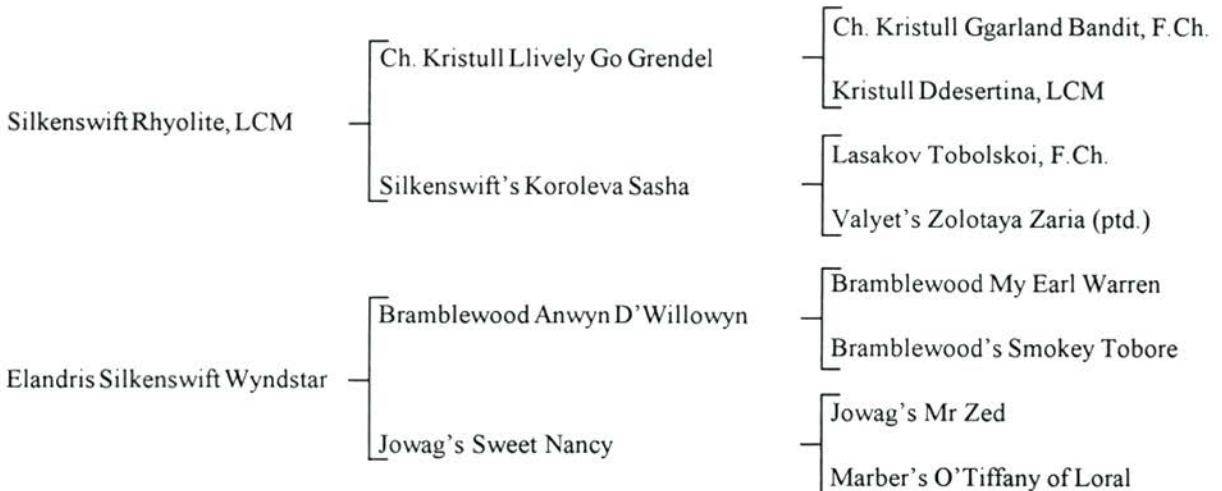 Ch. Kristull Ggarland Bandit, F.Ch.
Ch. Kristull Llively Go Grendel
Kristull Ddesertina, LCM
Silkenswift Rhyolite, LCM
Lasakov Tobolskoi, F.Ch.
Silkenswift's Koroleva Sasha
Valyet's Zolotaya Zaria (ptd.)
Bramblewood My Earl Warren
Bramblewood Anwyn D'Willowyn
Bramblewood's Smokey Tobore
Elandris Silkenswift Wyndstar
Jowag's Mr Zed
Jowag's Sweet Nancy
Marber's O'Tiffany of Loral